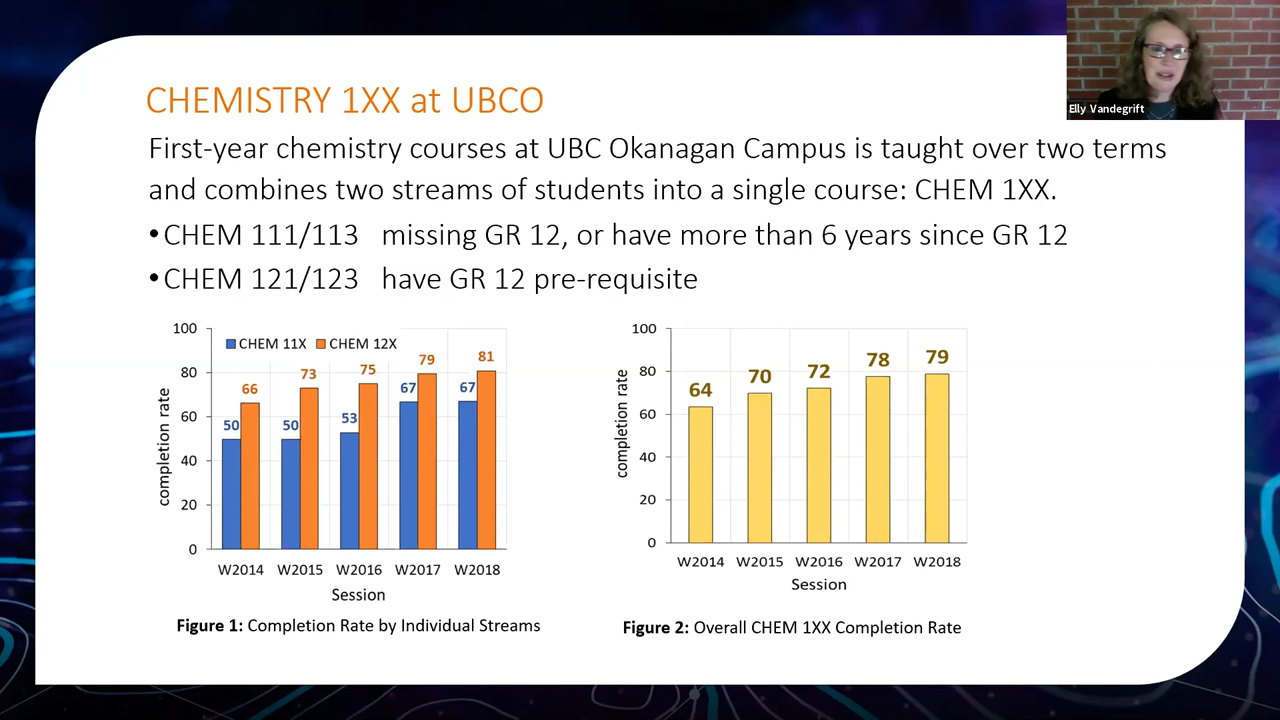 Elly Vandegrift
CHEMISTRY 1XX at UBCO
First-year chemistry courses at UBC Okanagan Campus is taught over two terms
and combines two streams of students into a single course: CHEM 1XX.
•CHEM 111/113 missing GR 12, or have more than 6 years since GR 12
•CHEM 121/123 have GR 12 pre-requisite
CHEM 11X CHEM 12X
completion rate
100
80
60
40
20
0
50 66
50 73
53 75
67 79
67 81
W2014 W2015 W2016 W2017 W2018
Session
Figure 1: Completion Rate by Individual Streams
completion rate
100
80
60
40
20
0
64 70 72 78 79
W2014 W2015 W2016 W2017 W2018
Session
Figure 2: Overall CHEM 1XX Completion Rate